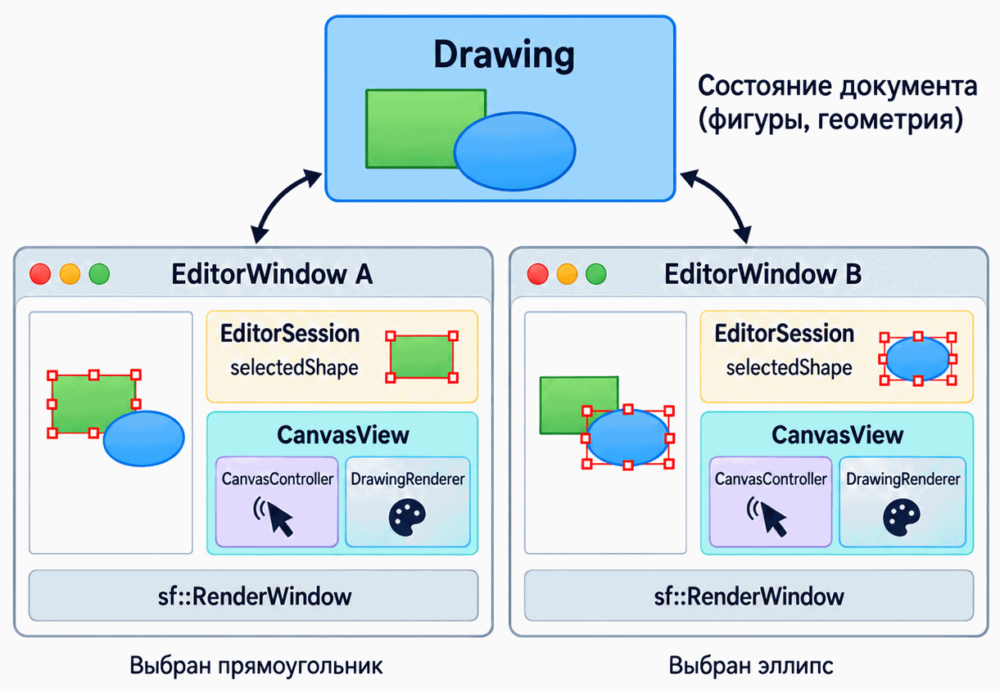 Drawing
Состояние документа
(фигуры, геометрия)
EditorWindow A
EditorSession
selectedShape
CanvasView
CanvasController
DrawingRenderer
sf::RenderWindow
Выбран прямоугольник
EditorWindow B
EditorSession
selectedShape
CanvasView
CanvasController
DrawingRenderer
sf::RenderWindow
Выбран эллипс